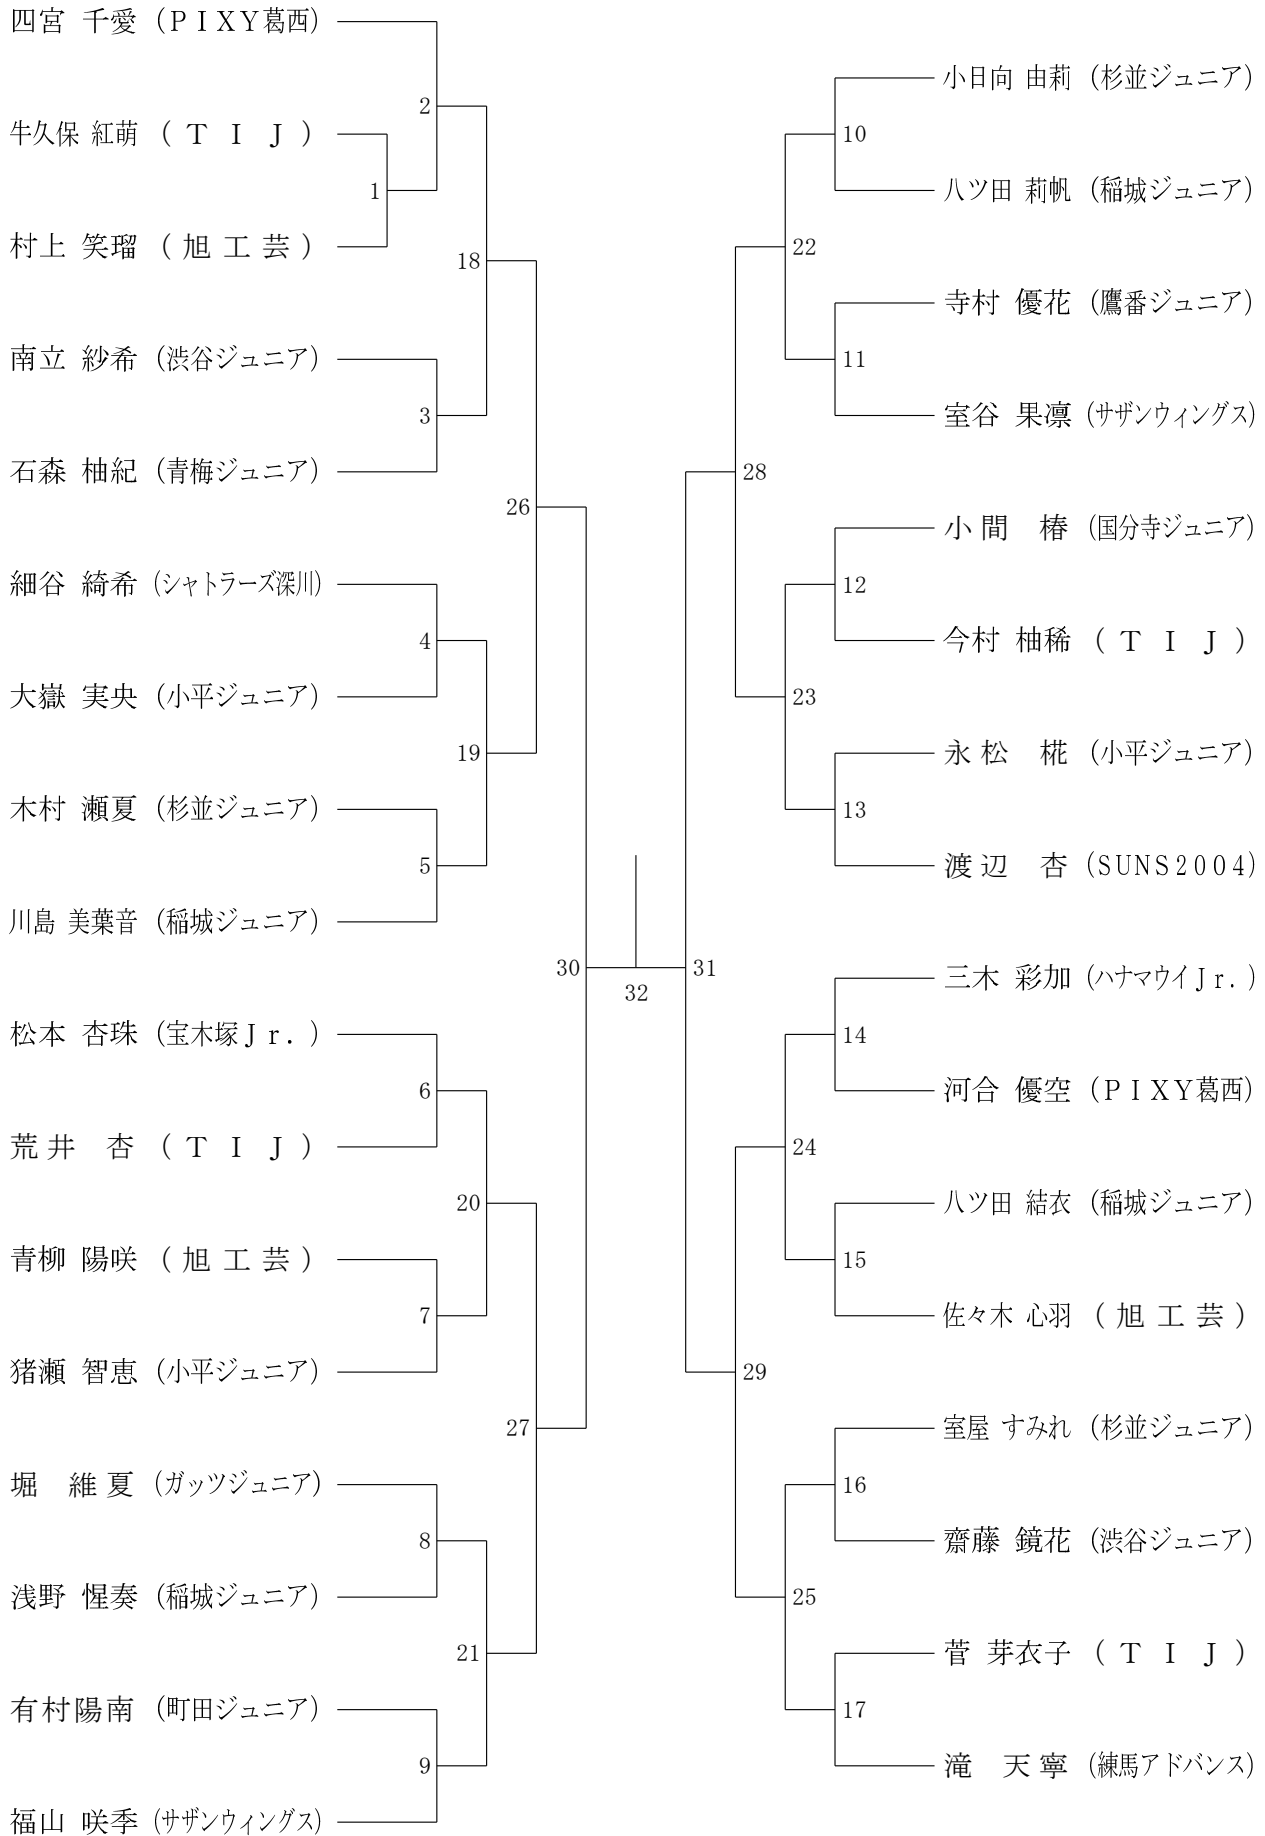 四宮 千愛 (ＰＩＸＹ葛西)
2
牛久保 紅萌 (ＴＩＪ)
1
村上 笑瑠 (旭工芸)
18
南立 紗希 (渋谷ジュニア)
3
石森 柚紀 (青梅ジュニア)
26
細谷 綺希 (シャトラーズ深川)
4
大嶽 実央 (小平ジュニア)
19
木村 瀬夏 (杉並ジュニア)
5
川島 美葉音 (稲城ジュニア)
30
松本 杏珠 (宝木塚Ｊｒ．)
6
荒井 杏 (ＴＩＪ)
20
青柳 陽咲 (旭工芸)
7
猪瀬 智恵 (小平ジュニア)
27
堀 維夏 (ガッツジュニア)
8
浅野 惺奏 (稲城ジュニア)
21
有村陽南 (町田ジュニア)
9
福山 咲季 (サザンウィングス)
32
小日向 由莉 (杉並ジュニア)
10
八ツ田 莉帆 (稲城ジュニア)
22
寺村 優花 (鷹番ジュニア)
11
室谷 果凛 (サザンウィングス)
28
小間 椿 (国分寺ジュニア)
12
今村 柚稀 (ＴＩＪ)
23
永松 椛 (小平ジュニア)
13
渡辺 杏 (SUNS2004)
31
三木 彩加 (ハナマウイＪｒ．)
14
河合 優空 (ＰＩＸＹ葛西)
24
八ツ田 結衣 (稲城ジュニア)
15
佐々木 心羽 (旭工芸)
29
室屋 すみれ (杉並ジュニア)
16
齋藤 鏡花 (渋谷ジュニア)
25
菅 芽衣子 (ＴＩＪ)
17
滝 天寧 (練馬アドバンス)